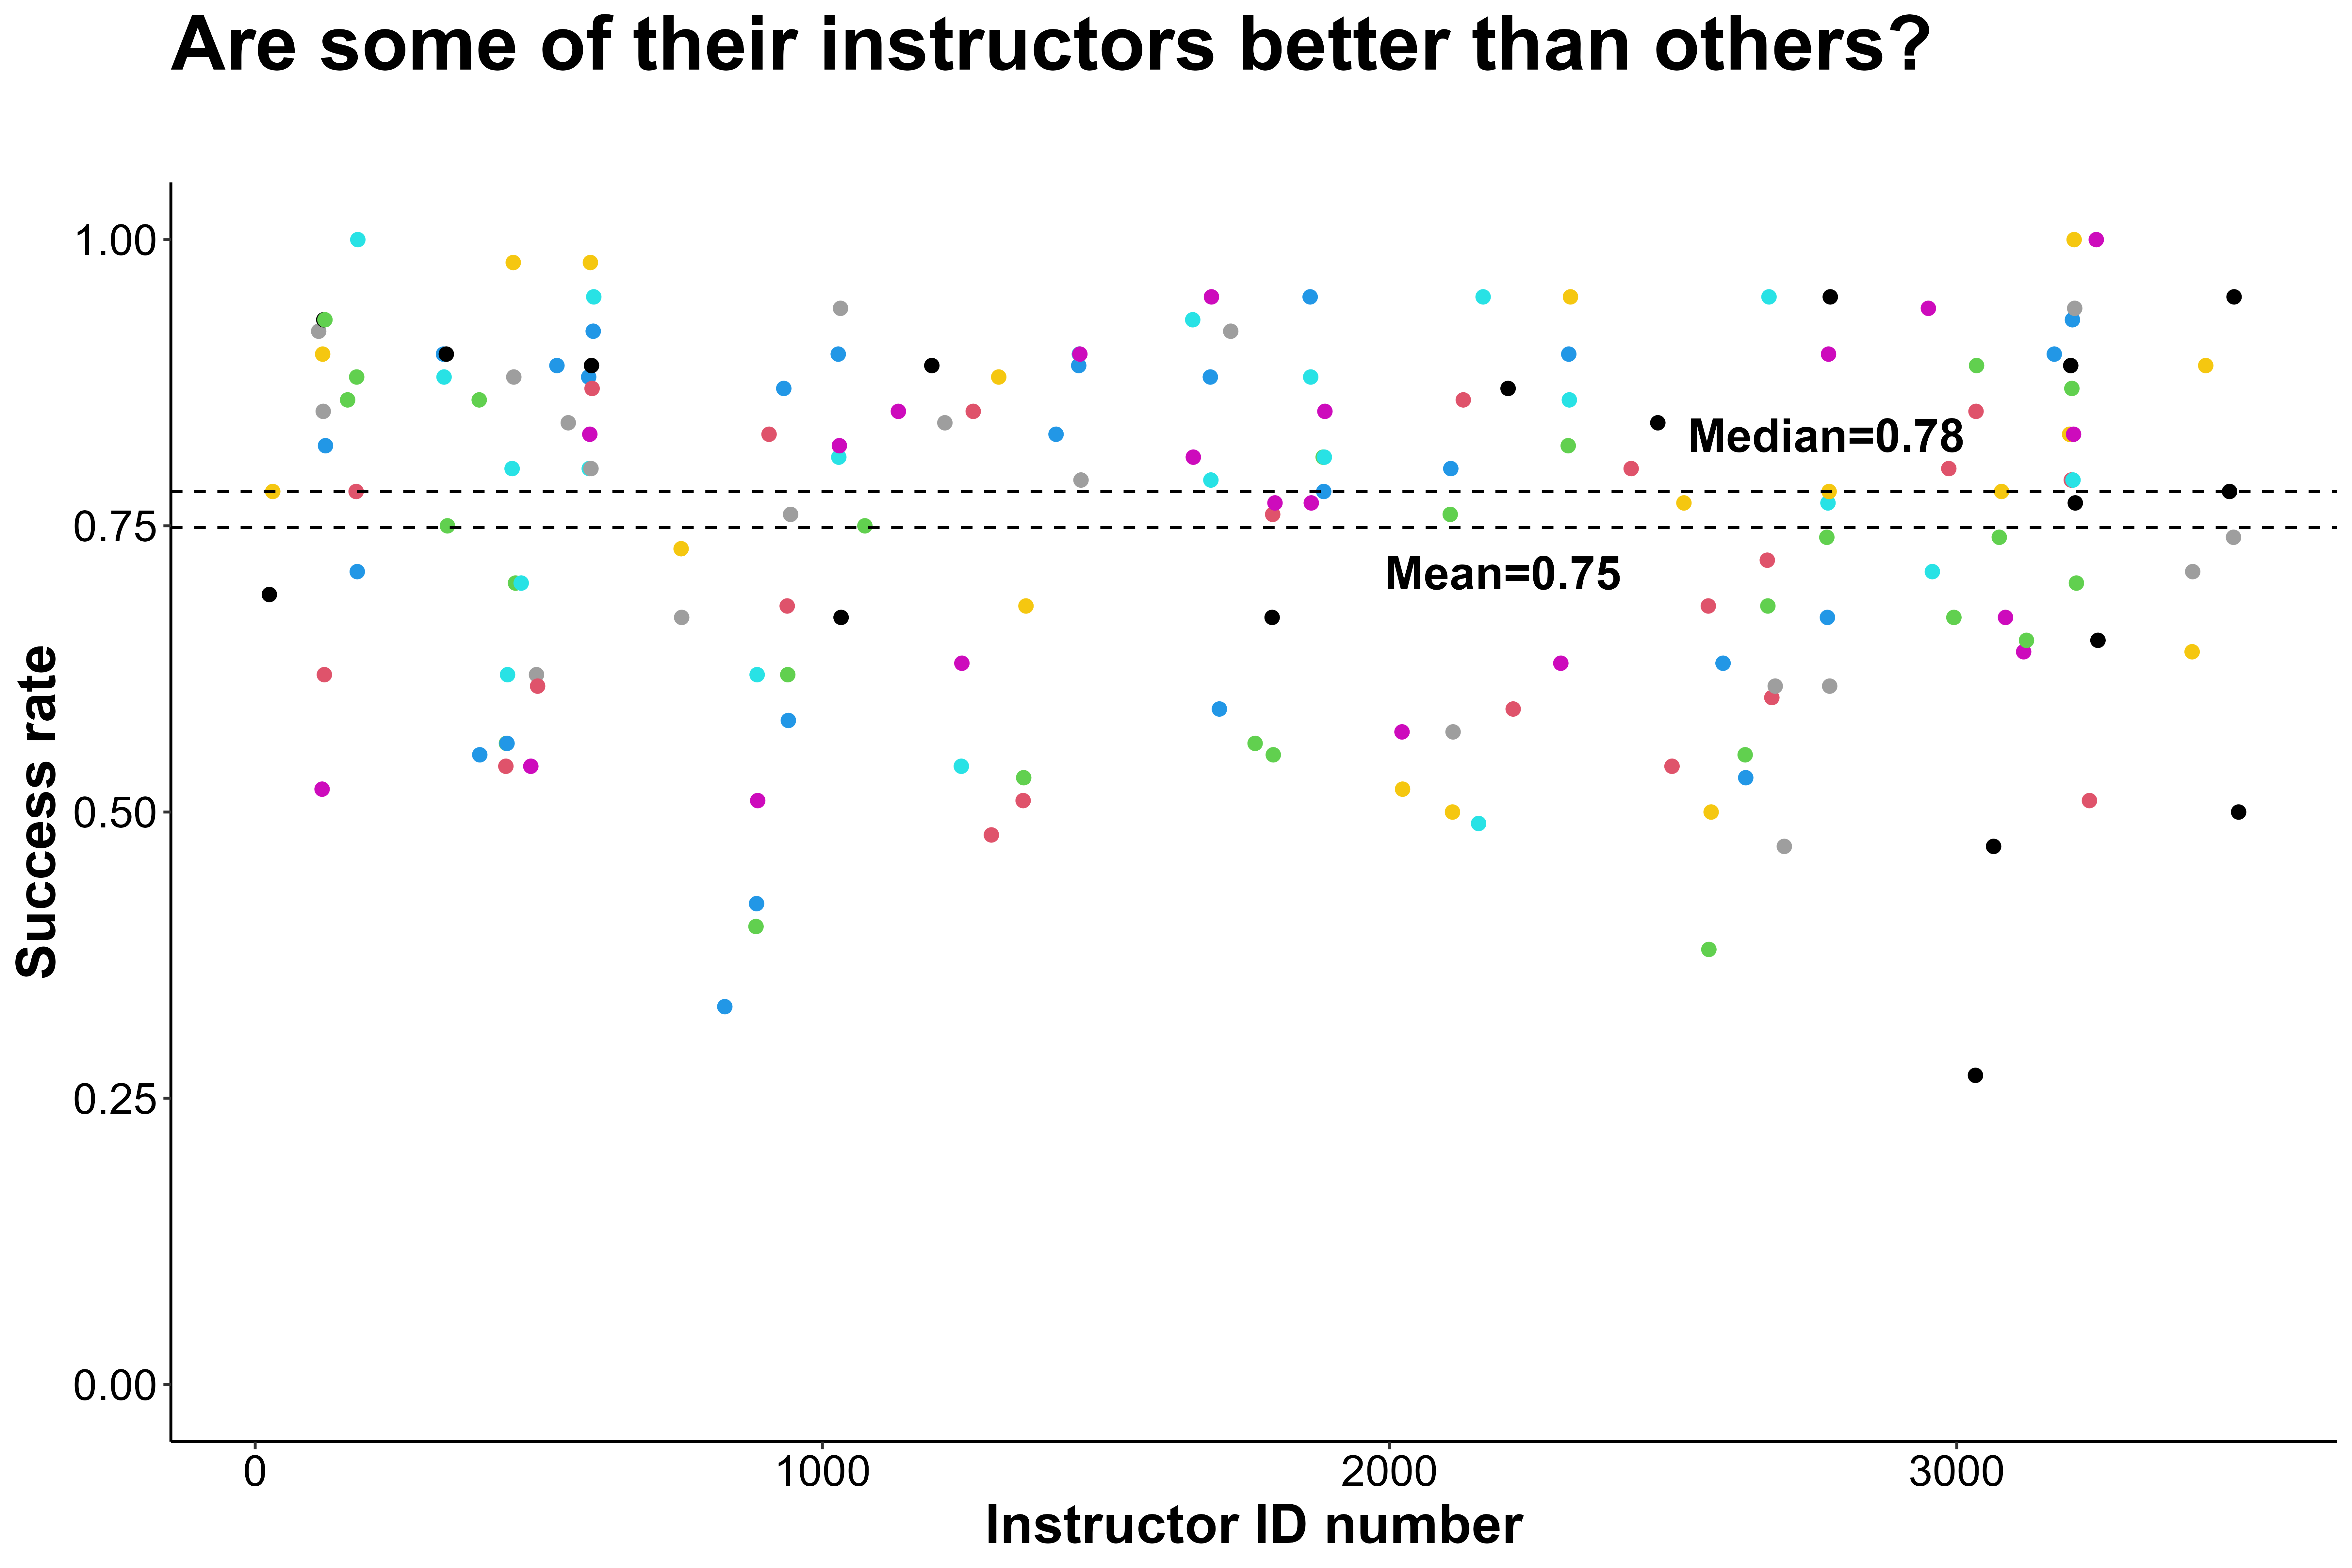 Are some of their instructors better than others?
1.00
Median=0.78
0.75
Mean=0.75
Success rate
0.50
0.25
0.00
0 1000 2000 3000
Instructor ID number